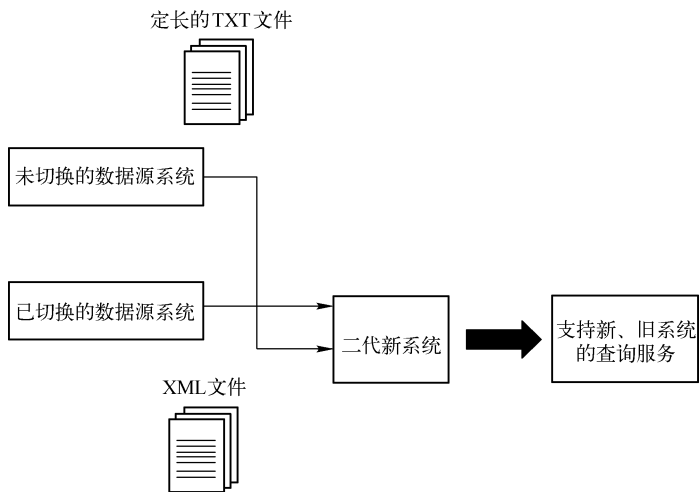 定长的TXT文件
未切换的数据源系统
已切换的数据源系统
二代新系统
支持新、旧系统
的查询服务
XML文件